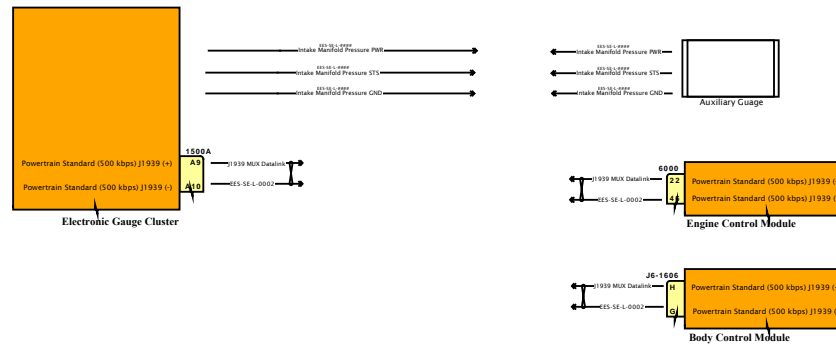 EES-SE-L-####
Intake Manifold Pressure PWR
EES-SE-L-####
Intake Manifold Pressure STS
EES-SE-L-####
Intake Manifold Pressure GND
EES-SE-L-####
Intake Manifold Pressure PWR
EES-SE-L-####
Intake Manifold Pressure STS
EES-SE-L-####
Intake Manifold Pressure GND
Auxiliary Guage
1500A
Powertrain Standard (500 kbps) J1939 (+)
A9
J1939 MUX Datalink
Powertrain Standard (500 kbps) J1939 (-)
A10
EES-SE-L-0002
Electronic Gauge Cluster
6000
J1939 MUX Datalink
22
Powertrain Standard (500 kbps) J1939 (
EES-SE-L-0002
46
Powertrain Standard (500 kbps) J1939 (
Engine Control Module
J6-1606
J1939 MUX Datalink
H
Powertrain Standard (500 kbps) J1939 (
EES-SE-L-0002
G
Powertrain Standard (500 kbps) J1939 (
Body Control Module